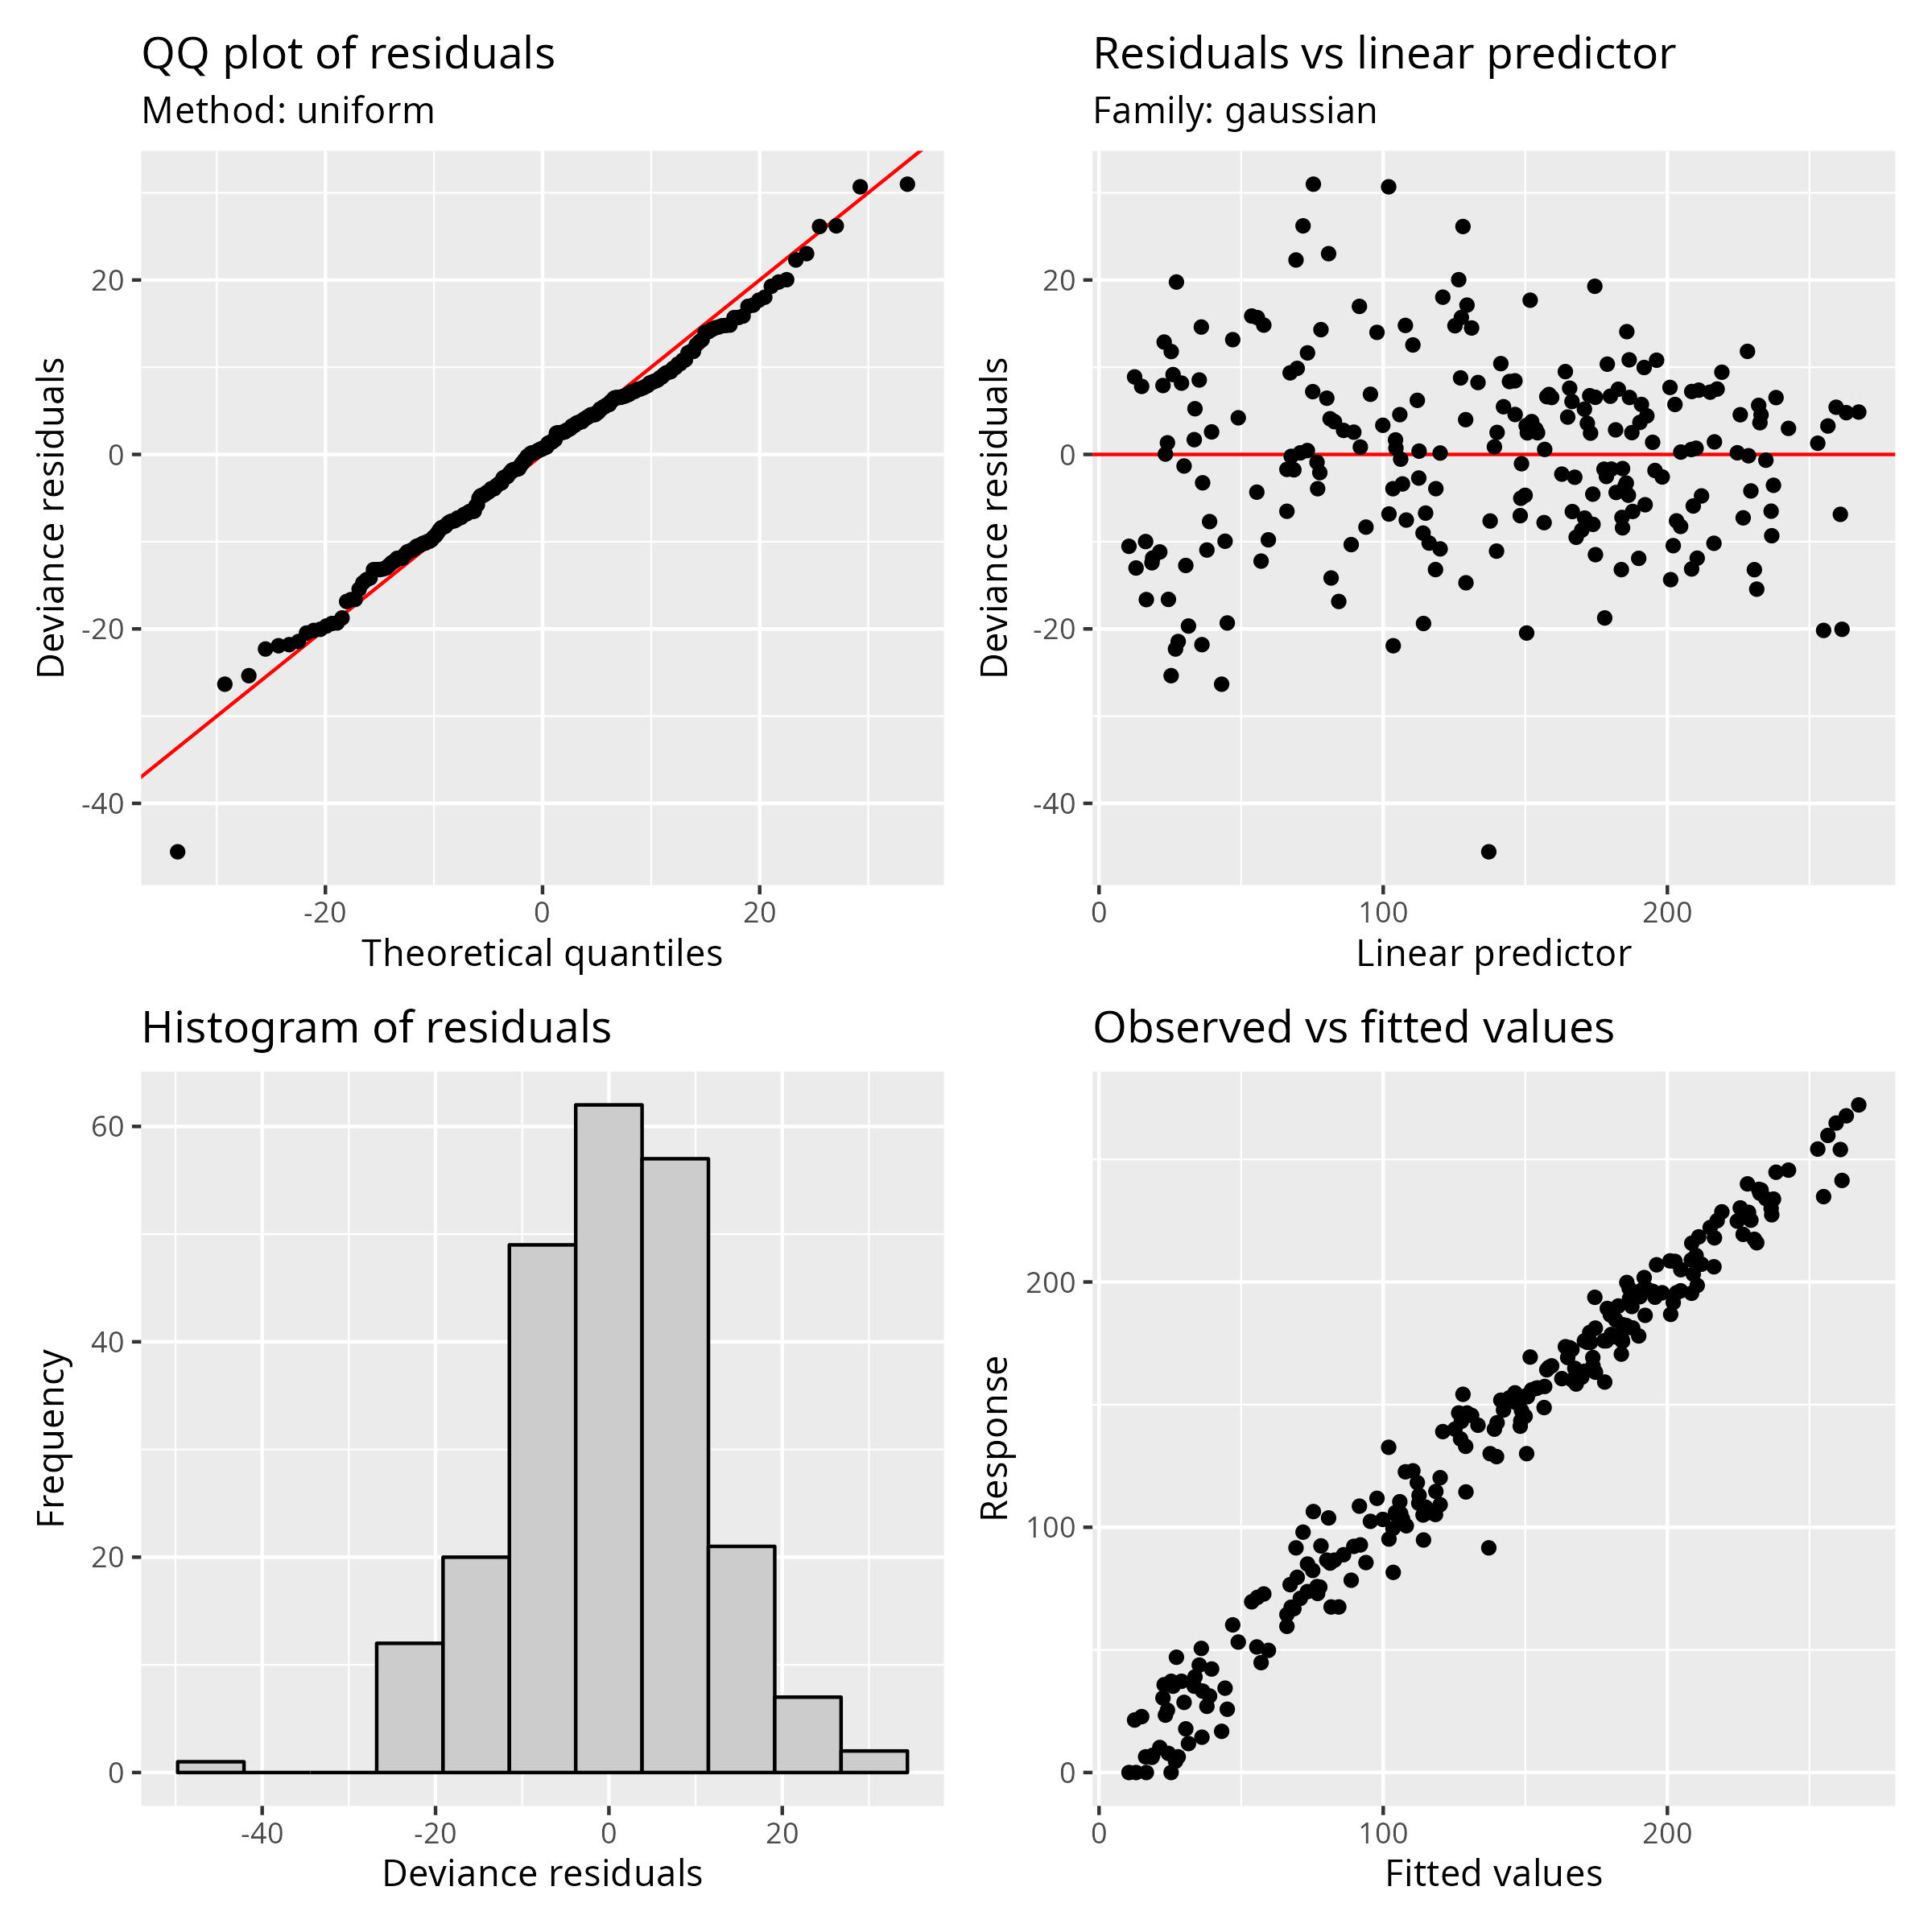 QQ plot of residuals
Method: uniform
Deviance residuals
20
0
-20
-40
-20
0
20
Theoretical quantiles
Residuals vs linear predictor
Family: gaussian
Deviance residuals
20
0
-20
-40
0
100
200
Linear predictor
Histogram of residuals
Frequency
60
40
20
0
-40
-20
0
20
Deviance residuals
Observed vs fitted values
Response
200
100
0
0
100
200
Fitted values